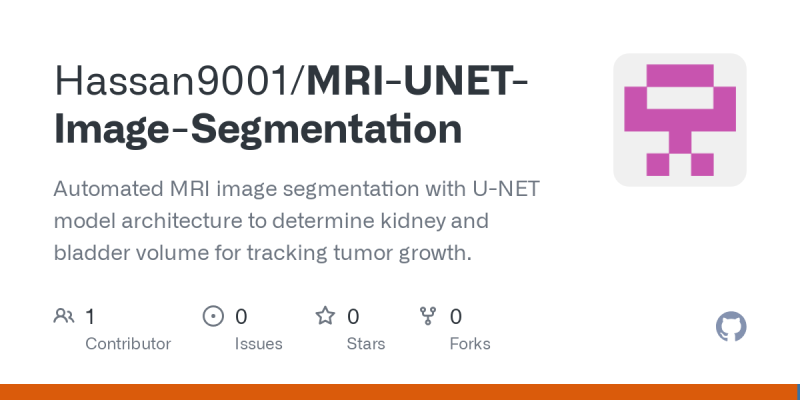 Hassan9001/MRI-UNET-
Image-Segmentation
Automated MRI image segmentation with U-NET
model architecture to determine kidney and
bladder volume for tracking tumor growth.
1 0 0 0
Contributor Issues Stars Forks